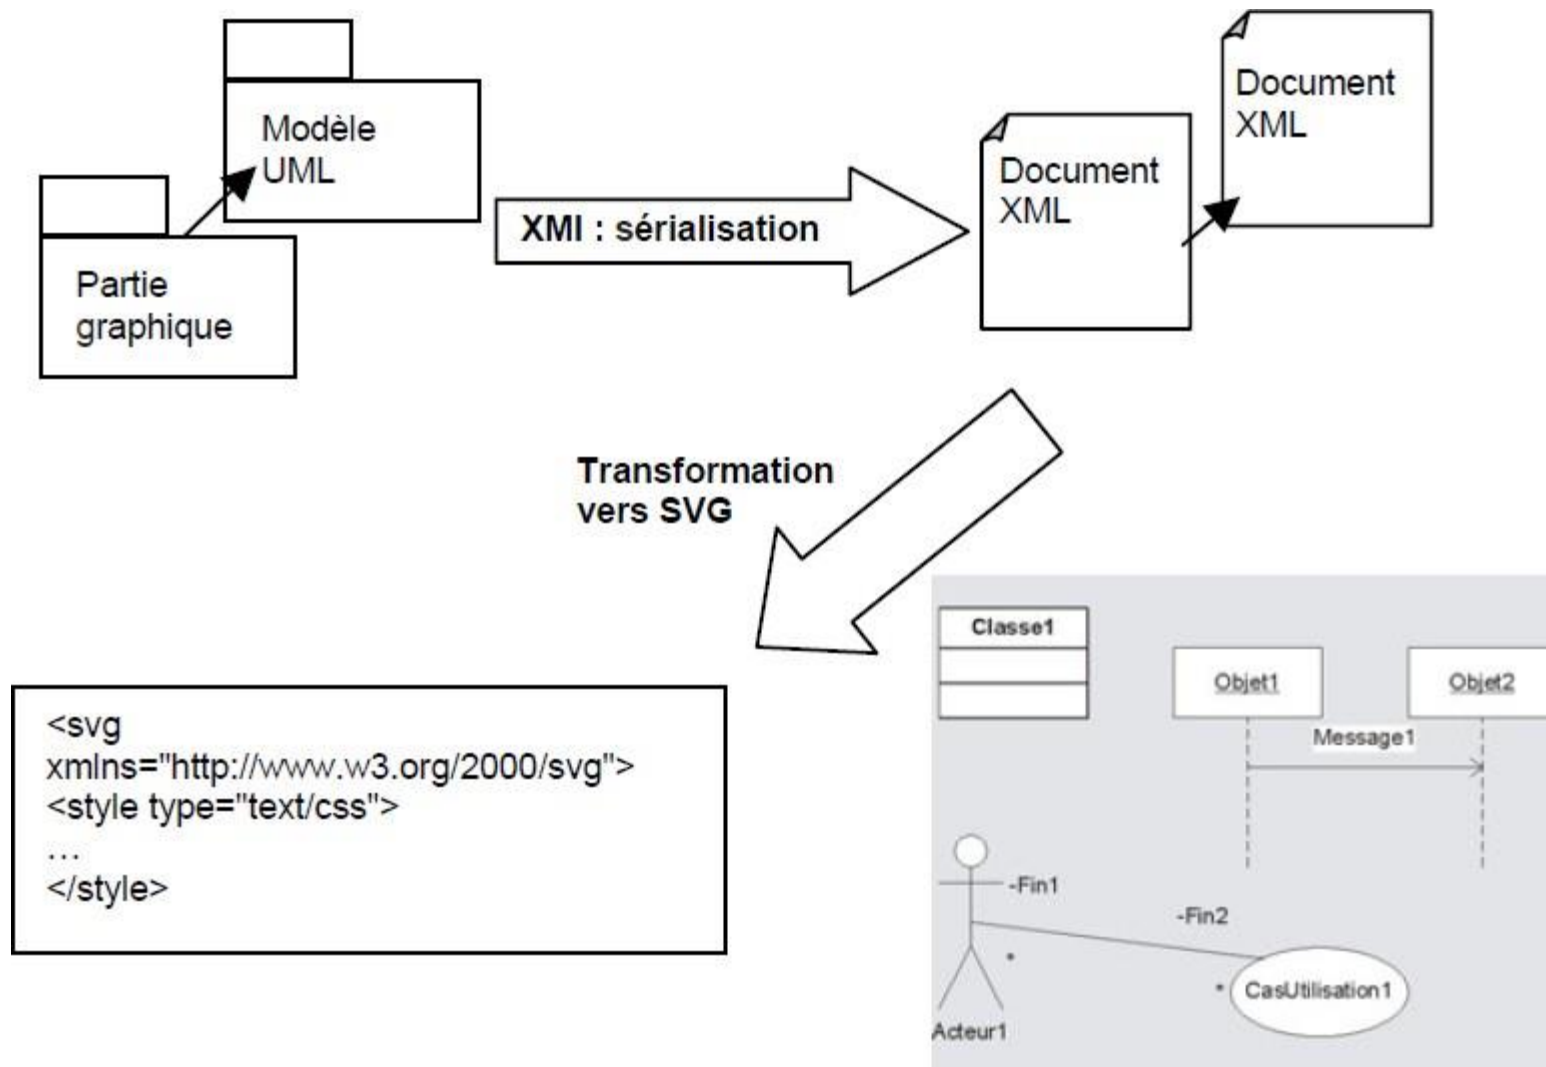 Modèle
UML
Partie
graphique
XMI : sérialisation
Document
XML
Document
XML
Transformation
vers SVG
<svg
xmlns="http://www.w3.org/2000/svg">
<style type="text/css">
...
</style>
Classe1
Objet1
Objet2
Message1
-Fin1
-Fin2
*
*
CasUtilisation1
Acteur1